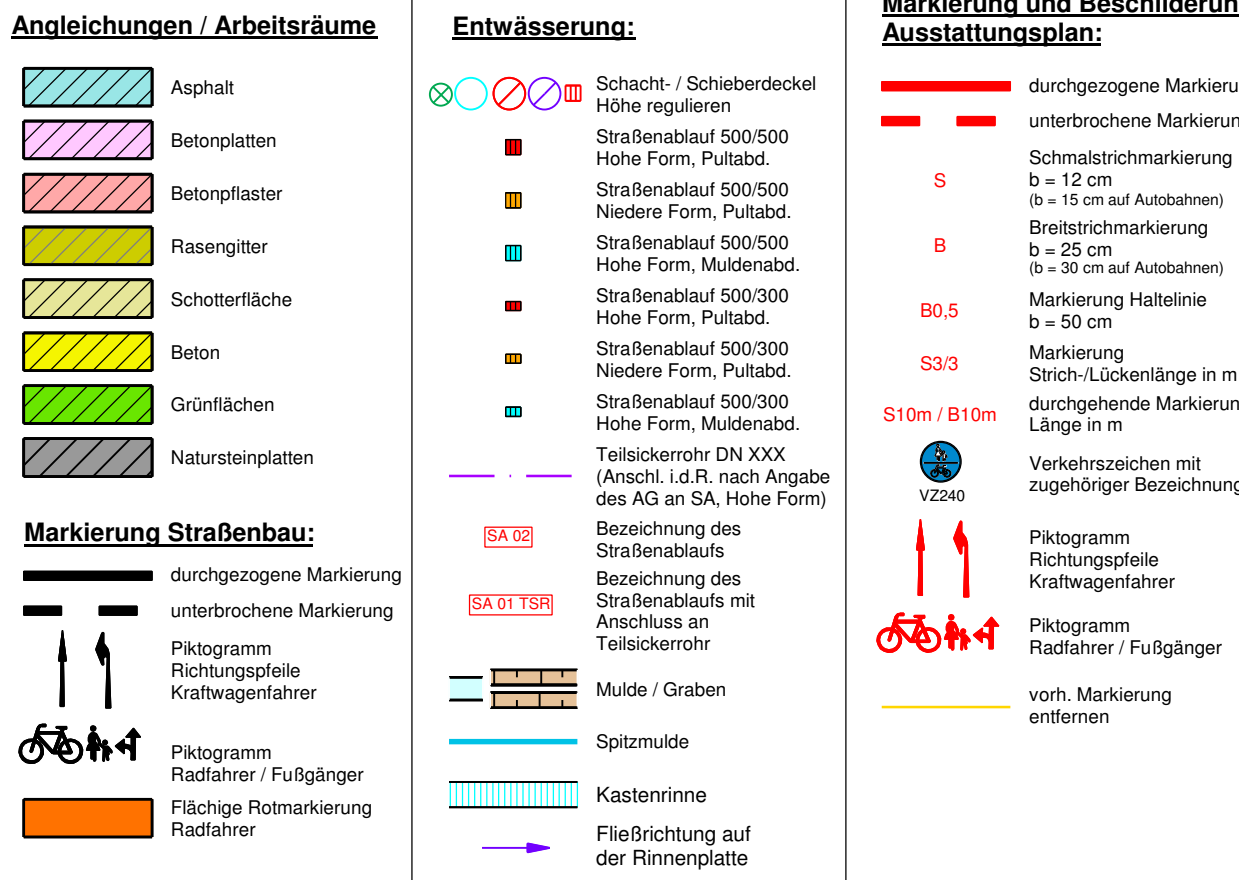 Angleichungen / Arbeitsräume
Asphalt
Betonplatten
Betonpflaster
Rasengitter
Schotterfläche
Beton
Grünflächen
Natursteinplatten
Markierung Straßenbau:
durchgezogene Markierung
unterbrochene Markierung
Piktogramm
Richtungspfeile
Kraftwagenfahrer
Piktogramm
Radfahrer / Fußgänger
Flächige Rotmarkierung
Radfahrer
Entwässerung:
Schacht- / Schieberdeckel
Höhe regulieren
Straßenablauf 500/500
Hohe Form, Pultabd.
Straßenablauf 500/500
Niedere Form, Pultabd.
Straßenablauf 500/500
Hohe Form, Muldenabd.
Straßenablauf 500/300
Hohe Form, Pultabd.
Straßenablauf 500/300
Niedere Form, Pultabd.
Straßenablauf 500/300
Hohe Form, Muldenabd.
Teilsickerrohr DN XXX
(Anschl. i.d.R. nach Angabe
des AG an SA, Hohe Form)
SA 02
Bezeichnung des
Straßenablaufs
SA 01 TSR
Bezeichnung des
Straßenablaufs mit
Anschluss an
Teilsickerrohr
Mulde / Graben
Spitzmulde
Kastenrinne
Fließrichtung auf
der Rinnenplatte
Markierung und Beschilderun
Ausstattungsplan:
durchgezogene Markieru
unterbrochene Markierun
S
Schmalstrichmarkierung
b = 12 cm
(b = 15 cm auf Autobahnen)
B
Breitstrichmarkierung
b = 25 cm
(b = 30 cm auf Autobahnen)
B0,5
Markierung Haltelinie
b = 50 cm
S3/3
Markierung
Strich-/Lückenlänge in m
S10m / B10m
durchgehende Markierun
Länge in m
VZ240
Verkehrszeichen mit
zugehöriger Bezeichnung
Piktogramm
Richtungspfeile
Kraftwagenfahrer
Piktogramm
Radfahrer / Fußgänger
vorh. Markierung
entfernen